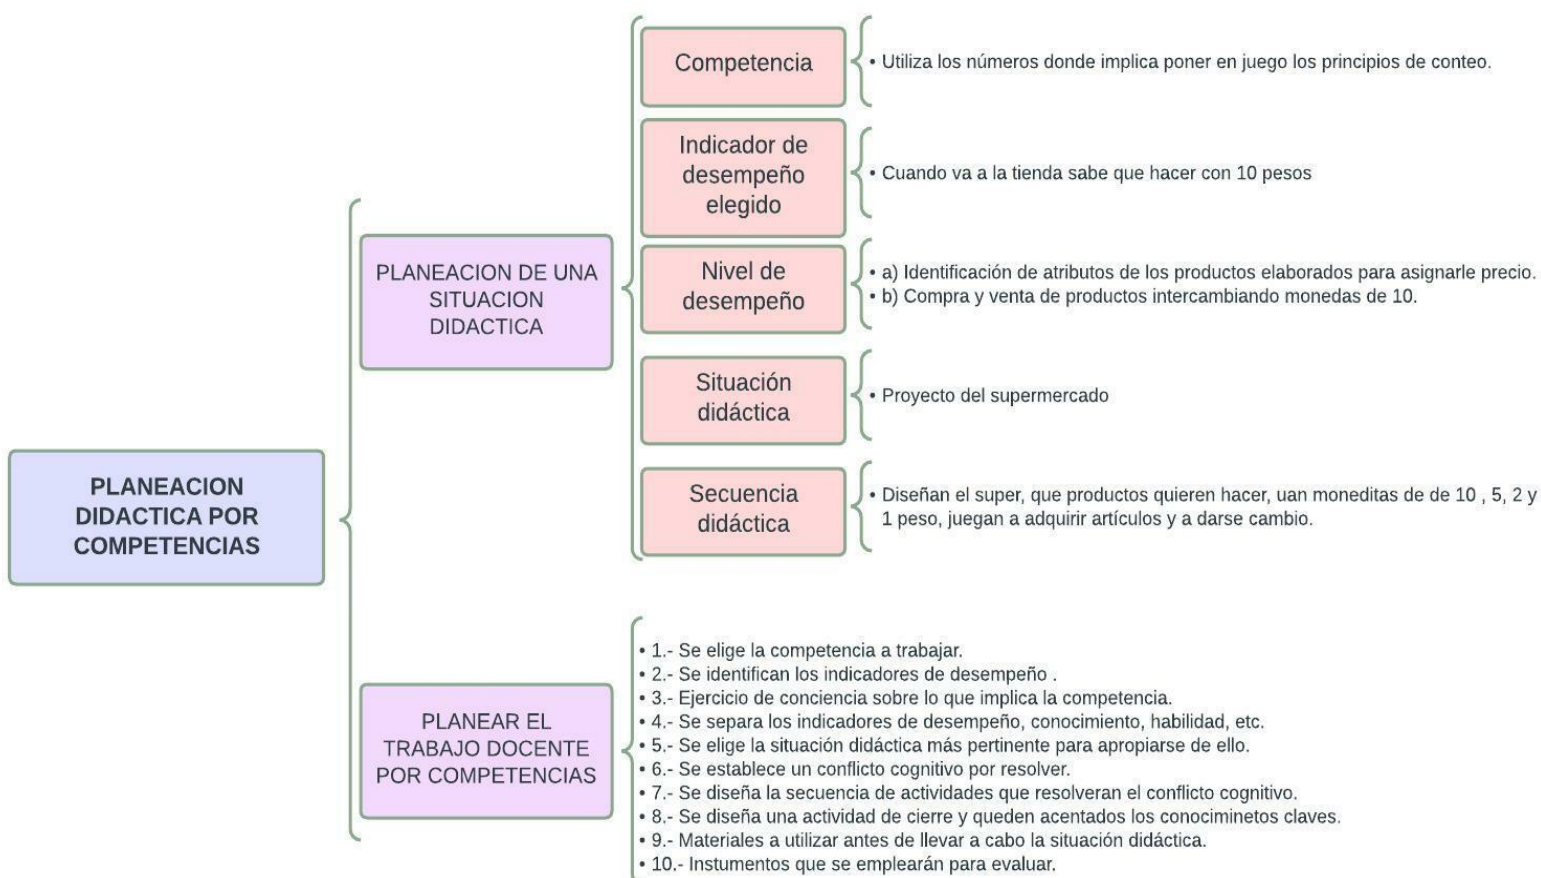 PLANEACION
DIDACTICA POR
COMPETENCIAS
PLANEACION DE UNA
SITUACION
DIDACTICA
Competencia
• Utiliza los números donde implica poner en juego los principios de conteo.
Indicador de
desempeño
elegido
• Cuando va a la tienda sabe que hacer con 10 pesos
Nivel de
desempeño
• a) Identificación de atributos de los productos elaborados para asignarle precio.
• b) Compra y venta de productos intercambiando monedas de 10.
Situación
didáctica
• Proyecto del supermercado
Secuencia
didáctica
• Diseñan el super, que productos quieren hacer, uan moneditas de de 10 , 5, 2 y
1 peso, juegan a adquirir artículos y a darse cambio.
PLANEAR EL
TRABAJO DOCENTE
POR COMPETENCIAS
• 1.- Se elige la competencia a trabajar.
• 2.- Se identifican los indicadores de desempeño .
• 3.- Ejercicio de conciencia sobre lo que implica la competencia.
• 4.- Se separa los indicadores de desempeño, conocimiento, habilidad, etc.
• 5.- Se elige la situación didáctica más pertinente para apropiarse de ello.
• 6.- Se establece un conflicto cognitivo por resolver.
• 7.- Se diseña la secuencia de actividades que resolveran el conflicto cognitivo.
• 8.- Se diseña una actividad de cierre y queden acentados los conociminetos claves.
• 9.- Materiales a utilizar antes de llevar a cabo la situación didáctica.
• 10.- Instumentos que se emplearán para evaluar.